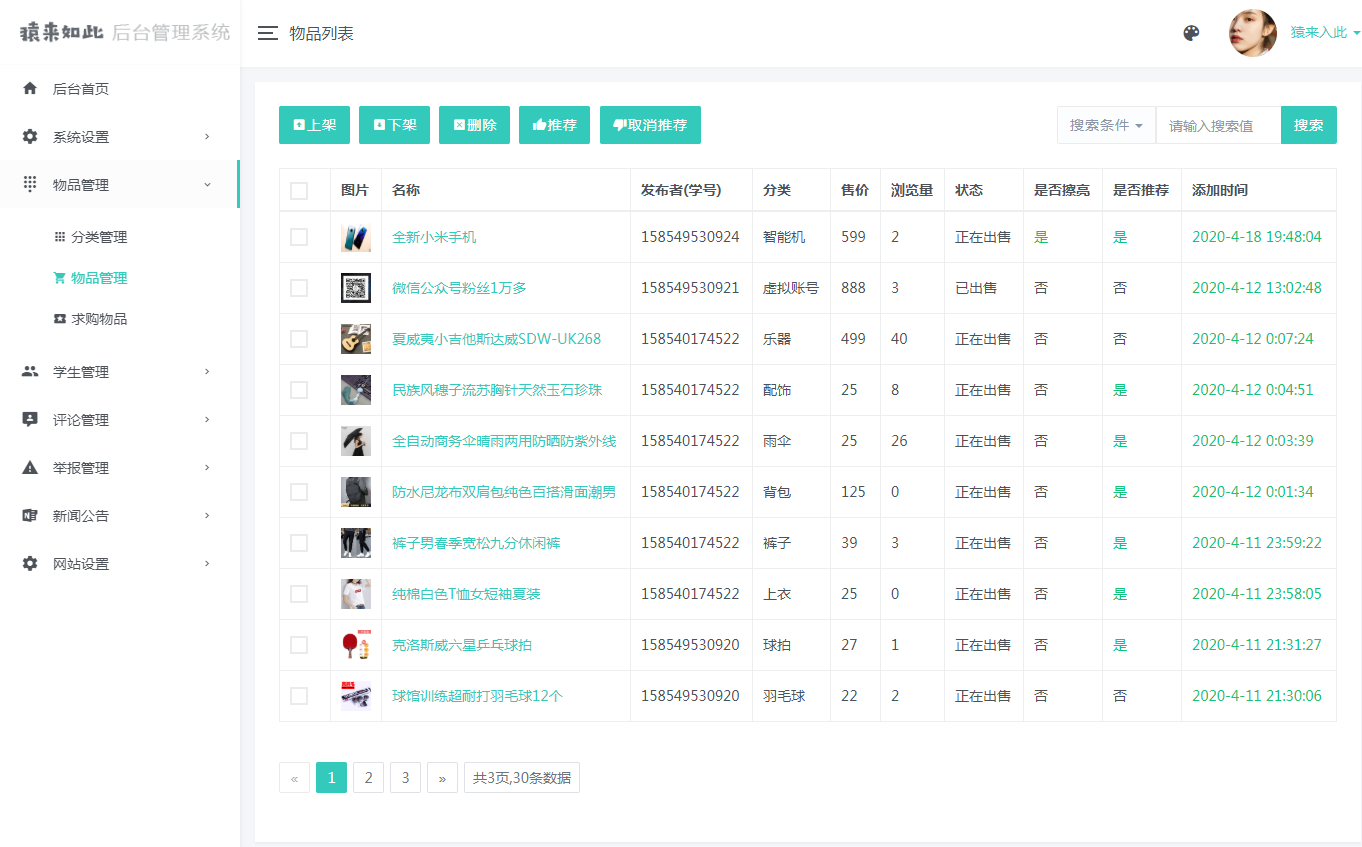 猿来如此 后台管理系统
物品列表
猿来入此
后台首页
系统设置
物品管理
分类管理
物品管理
求购物品
学生管理
评论管理
举报管理
新闻公告
网站设置
上架 下架 删除 推荐 取消推荐 搜索条件 请输入搜索值 搜索
图片 名称 发布者(学号) 分类 售价 浏览量 状态 是否擦亮 是否推荐 添加时间
全新小米手机 158549530924 智能机 599 2 正在出售 是 是 2020-4-18 19:48:04
微信公众号粉丝1万多 158549530921 虚拟账号 888 3 已出售 否 否 2020-4-12 13:02:48
夏威夷小吉他斯达威SDW-UK268 158540174522 乐器 499 40 正在出售 否 否 2020-4-12 0:07:24
民族风穗子流苏胸针天然玉石珍珠 158540174522 配饰 25 8 正在出售 否 是 2020-4-12 0:04:51
全自动商务伞晴雨两用防晒防紫外线 158540174522 雨伞 25 26 正在出售 否 是 2020-4-12 0:03:39
防水尼龙布双肩包纯色百搭滑面潮男 158540174522 背包 125 0 正在出售 否 是 2020-4-12 0:01:34
裤子男春季宽松九分休闲裤 158540174522 裤子 39 3 正在出售 否 是 2020-4-11 23:59:22
纯棉白色T恤女短袖夏装 158540174522 上衣 25 0 正在出售 否 是 2020-4-11 23:58:05
克洛斯威六星乒乓球拍 158549530920 球拍 27 1 正在出售 否 是 2020-4-11 21:31:27
球馆训练超耐打羽毛球12个 158549530920 羽毛球 22 2 正在出售 否 否 2020-4-11 21:30:06
« 1 2 3 » 共3页,30条数据